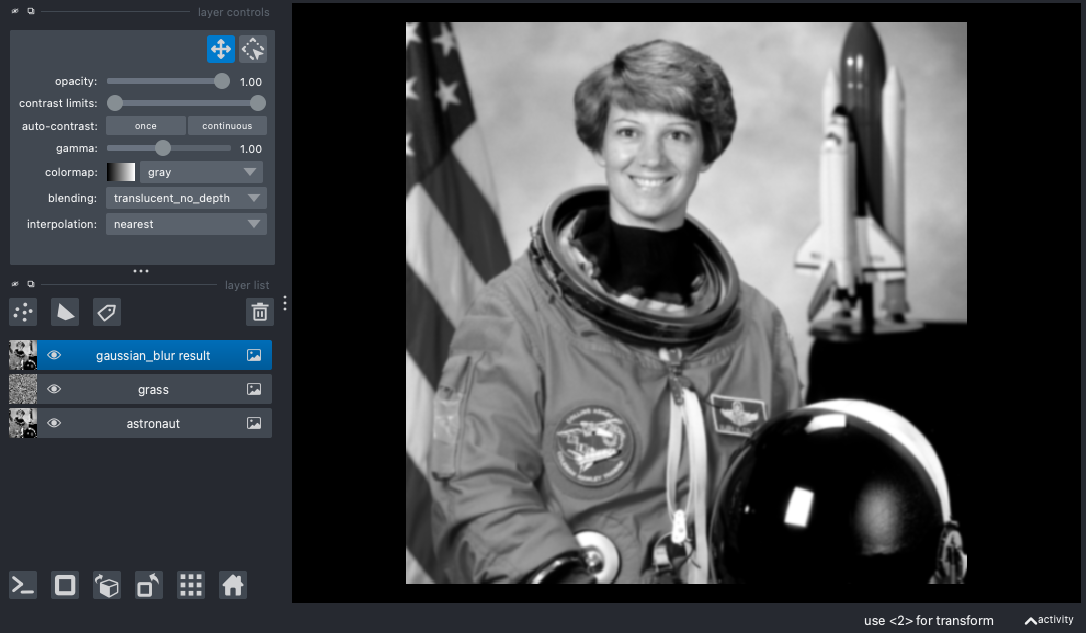 layer controls
opacity: 1.00
contrast limits:
auto-contrast: once continuous
gamma: 1.00
colormap: gray
blending: translucent_no_depth
interpolation: nearest
layer list
gaussian_blur result
grass
astronaut
use <2> for transform
activity